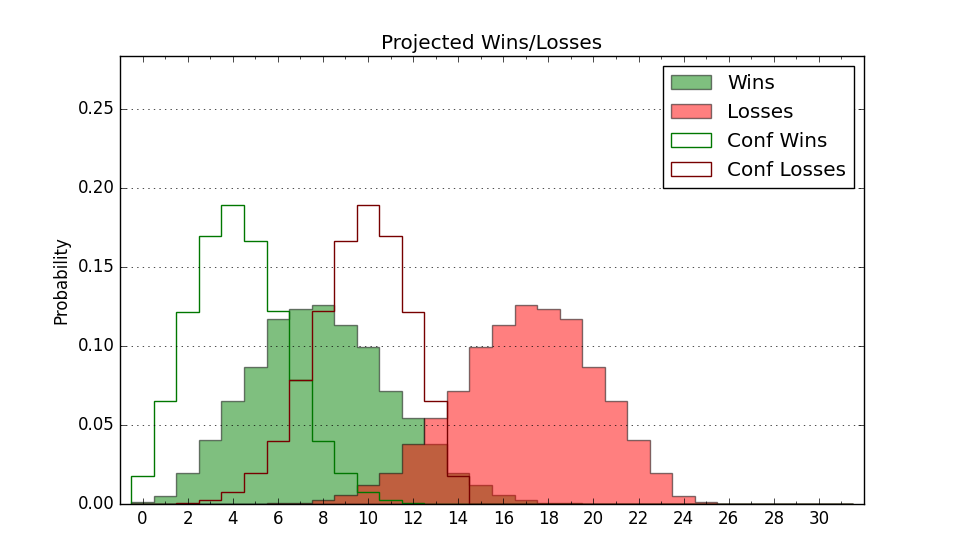 Projected Wins/Losses
Wins
Losses
Conf Wins
Conf Losses
Probability
0.25
0.20
0.15
0.10
0.05
0.00
0 2 4 6 8 10 12 14 16 18 20 22 24 26 28 30